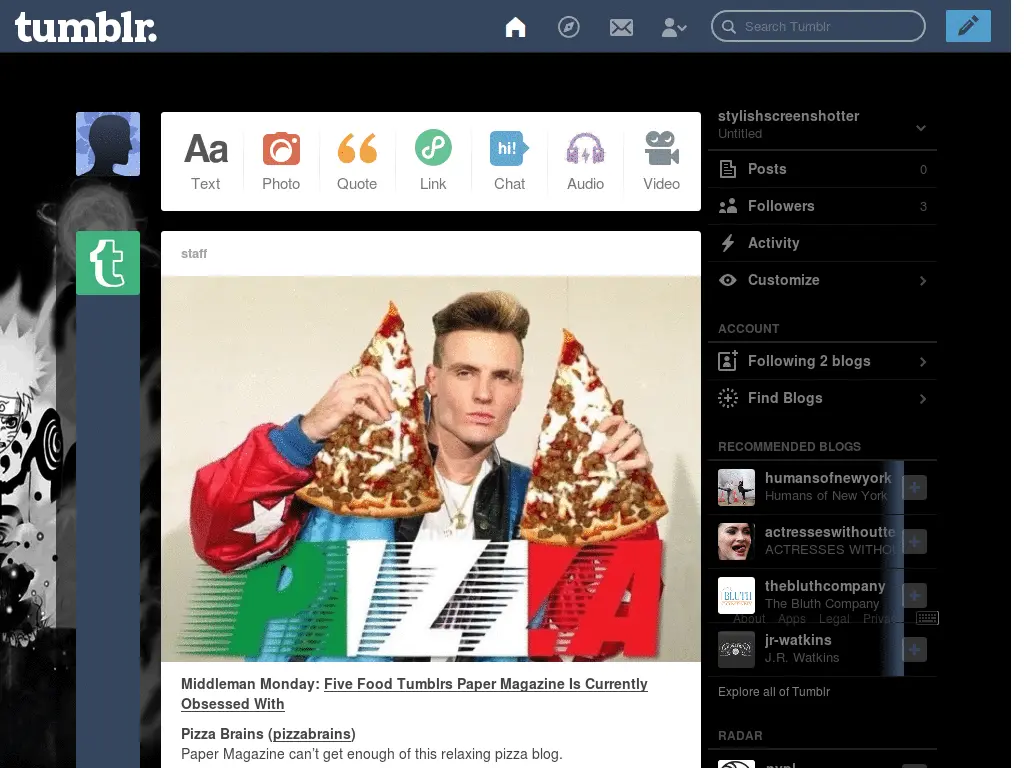 tumblr.
Search Tumblr
Aa
hi!
Text
Photo
Quote
Link
Chat
Audio
Video
stylishscreenshotter
Untitled
Posts 0
Followers 3
Activity
Customize
ACCOUNT
Following 2 blogs
Find Blogs
RECOMMENDED BLOGS
humansofnewyork
Humans of New York
actresseswithoutte
ACTRESSES WITHOU
thebluthcompany
The Bluth Company
About Apps Legal Priva
jr-watkins
J.R. Watkins
Explore all of Tumblr
RADAR
t
staff
PIZZA
Middleman Monday: Five Food Tumblrs Paper Magazine Is Currently
Obsessed With
Pizza Brains (pizzabrains)
Paper Magazine can't get enough of this relaxing pizza blog.